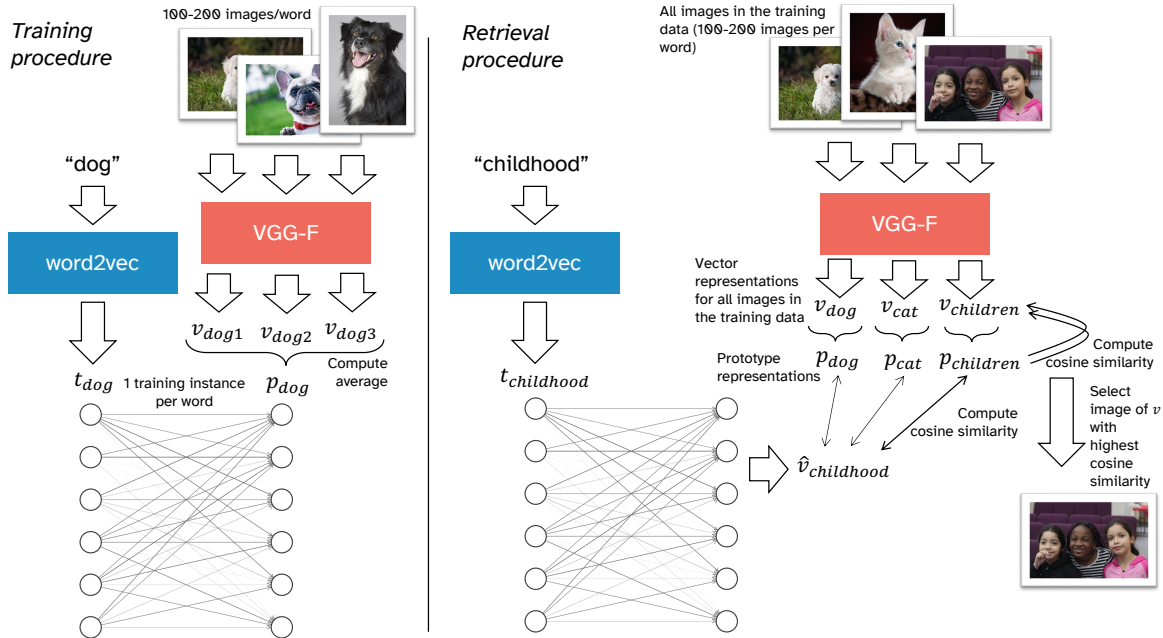 Training
procedure
100-200 images/word
"dog"
word2vec
VGG-F
v_dog1
v_dog2
v_dog3
Compute
average
t_dog
1 training instance
per word
p_dog
Retrieval
procedure
All images in the training
data (100-200 images per
word)
"childhood"
word2vec
VGG-F
Vector
representations
for all images in
the training data
v_dog
v_cat
v_children
Prototype
representations
p_dog
p_cat
p_children
Compute
cosine similarity
t_childhood
Compute
cosine similarity
v̂_childhood
Select
image of v
with
highest
cosine
similarity